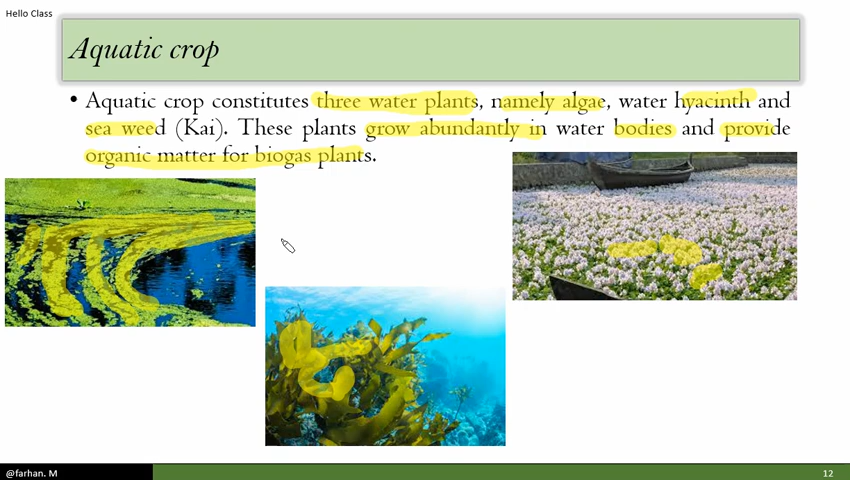 Hello Class
Aquatic crop
• Aquatic crop constitutes three water plants, namely algae, water hyacinth and
sea weed (Kai). These plants grow abundantly in water bodies and provide
organic matter for biogas plants.
@farhan. M
12